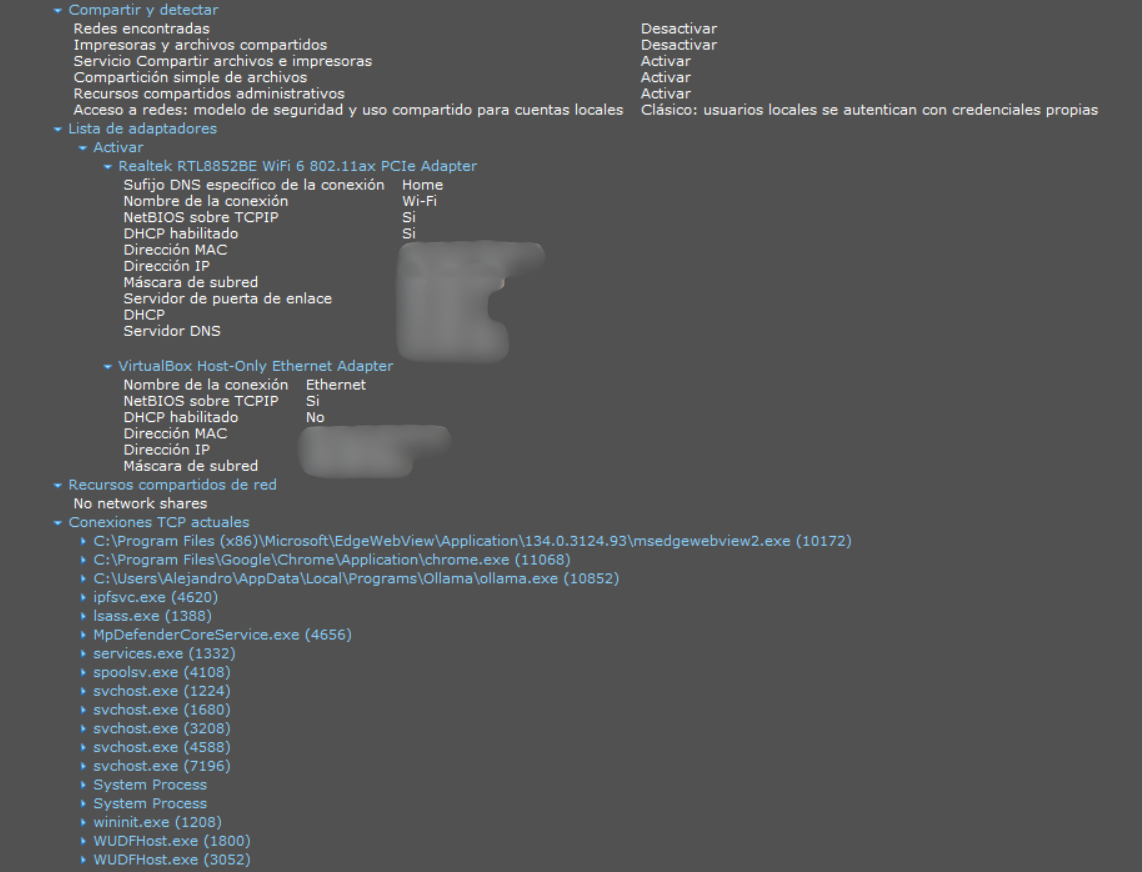 Compartir y detectar
Redes encontradas Desactivar
Impresoras y archivos compartidos Desactivar
Servicio Compartir archivos e impresoras Activar
Compartición simple de archivos Activar
Recursos compartidos administrativos Activar
Acceso a redes: modelo de seguridad y uso compartido para cuentas locales Clásico: usuarios locales se autentican con credenciales propias
Lista de adaptadores
Activar
Realtek RTL8852BE WiFi 6 802.11ax PCIe Adapter
Sufijo DNS específico de la conexión Home
Nombre de la conexión Wi-Fi
NetBIOS sobre TCPIP Si
DHCP habilitado Si
Dirección MAC
Dirección IP
Máscara de subred
Servidor de puerta de enlace
DHCP
Servidor DNS
VirtualBox Host-Only Ethernet Adapter
Nombre de la conexión Ethernet
NetBIOS sobre TCPIP Si
DHCP habilitado No
Dirección MAC
Dirección IP
Máscara de subred
Recursos compartidos de red
No network shares
Conexiones TCP actuales
C:\Program Files (x86)\Microsoft\EdgeWebView\Application\134.0.3124.93\msedgewebview2.exe (10172)
C:\Program Files\Google\Chrome\Application\chrome.exe (11068)
C:\Users\Alejandro\AppData\Local\Programs\Ollama\ollama.exe (10852)
ipfsvc.exe (4620)
lsass.exe (1388)
MpDefenderCoreService.exe (4656)
services.exe (1332)
spoolsv.exe (4108)
svchost.exe (1224)
svchost.exe (1680)
svchost.exe (3208)
svchost.exe (4588)
svchost.exe (7196)
System Process
System Process
wininit.exe (1208)
WUDFHost.exe (1800)
WUDFHost.exe (3052)